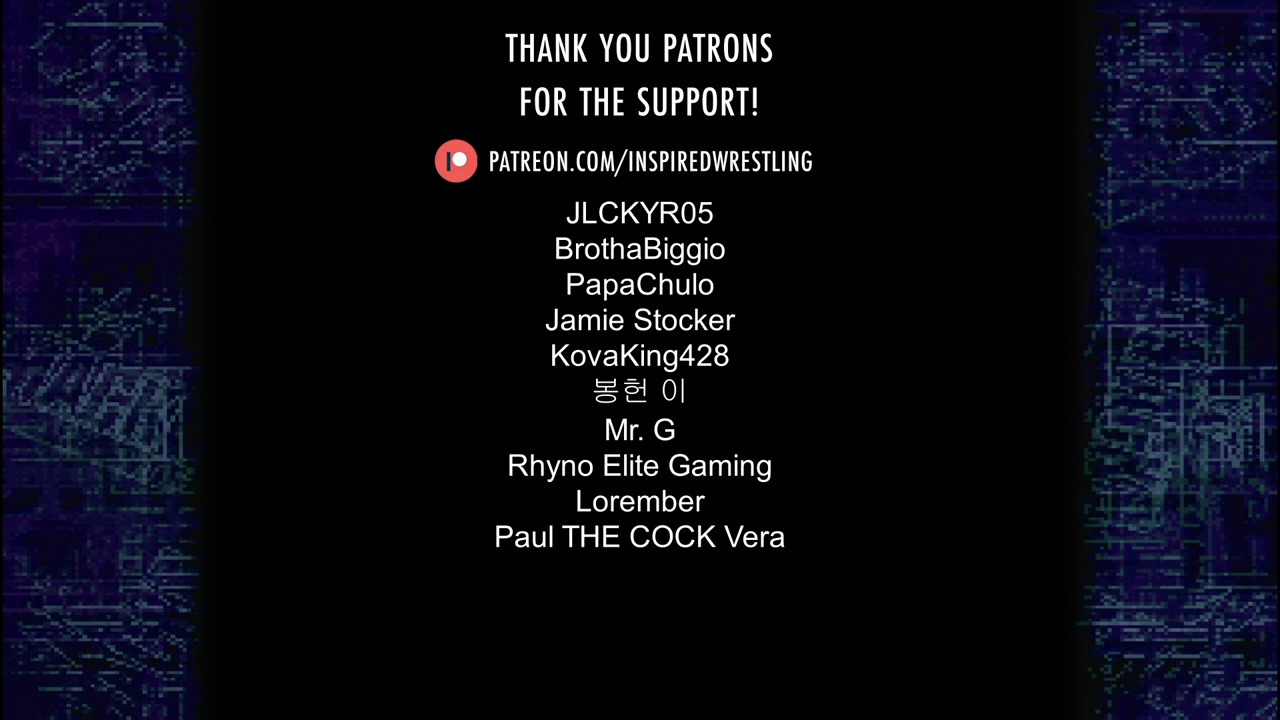 THANK YOU PATRONS
FOR THE SUPPORT!
PATREON.COM/INSPIREDWRESTLING
JLCKYR05
BrothaBiggio
PapaChulo
Jamie Stocker
KovaKing428
봉헌 이
Mr. G
Rhyno Elite Gaming
Lorember
Paul THE COCK Vera